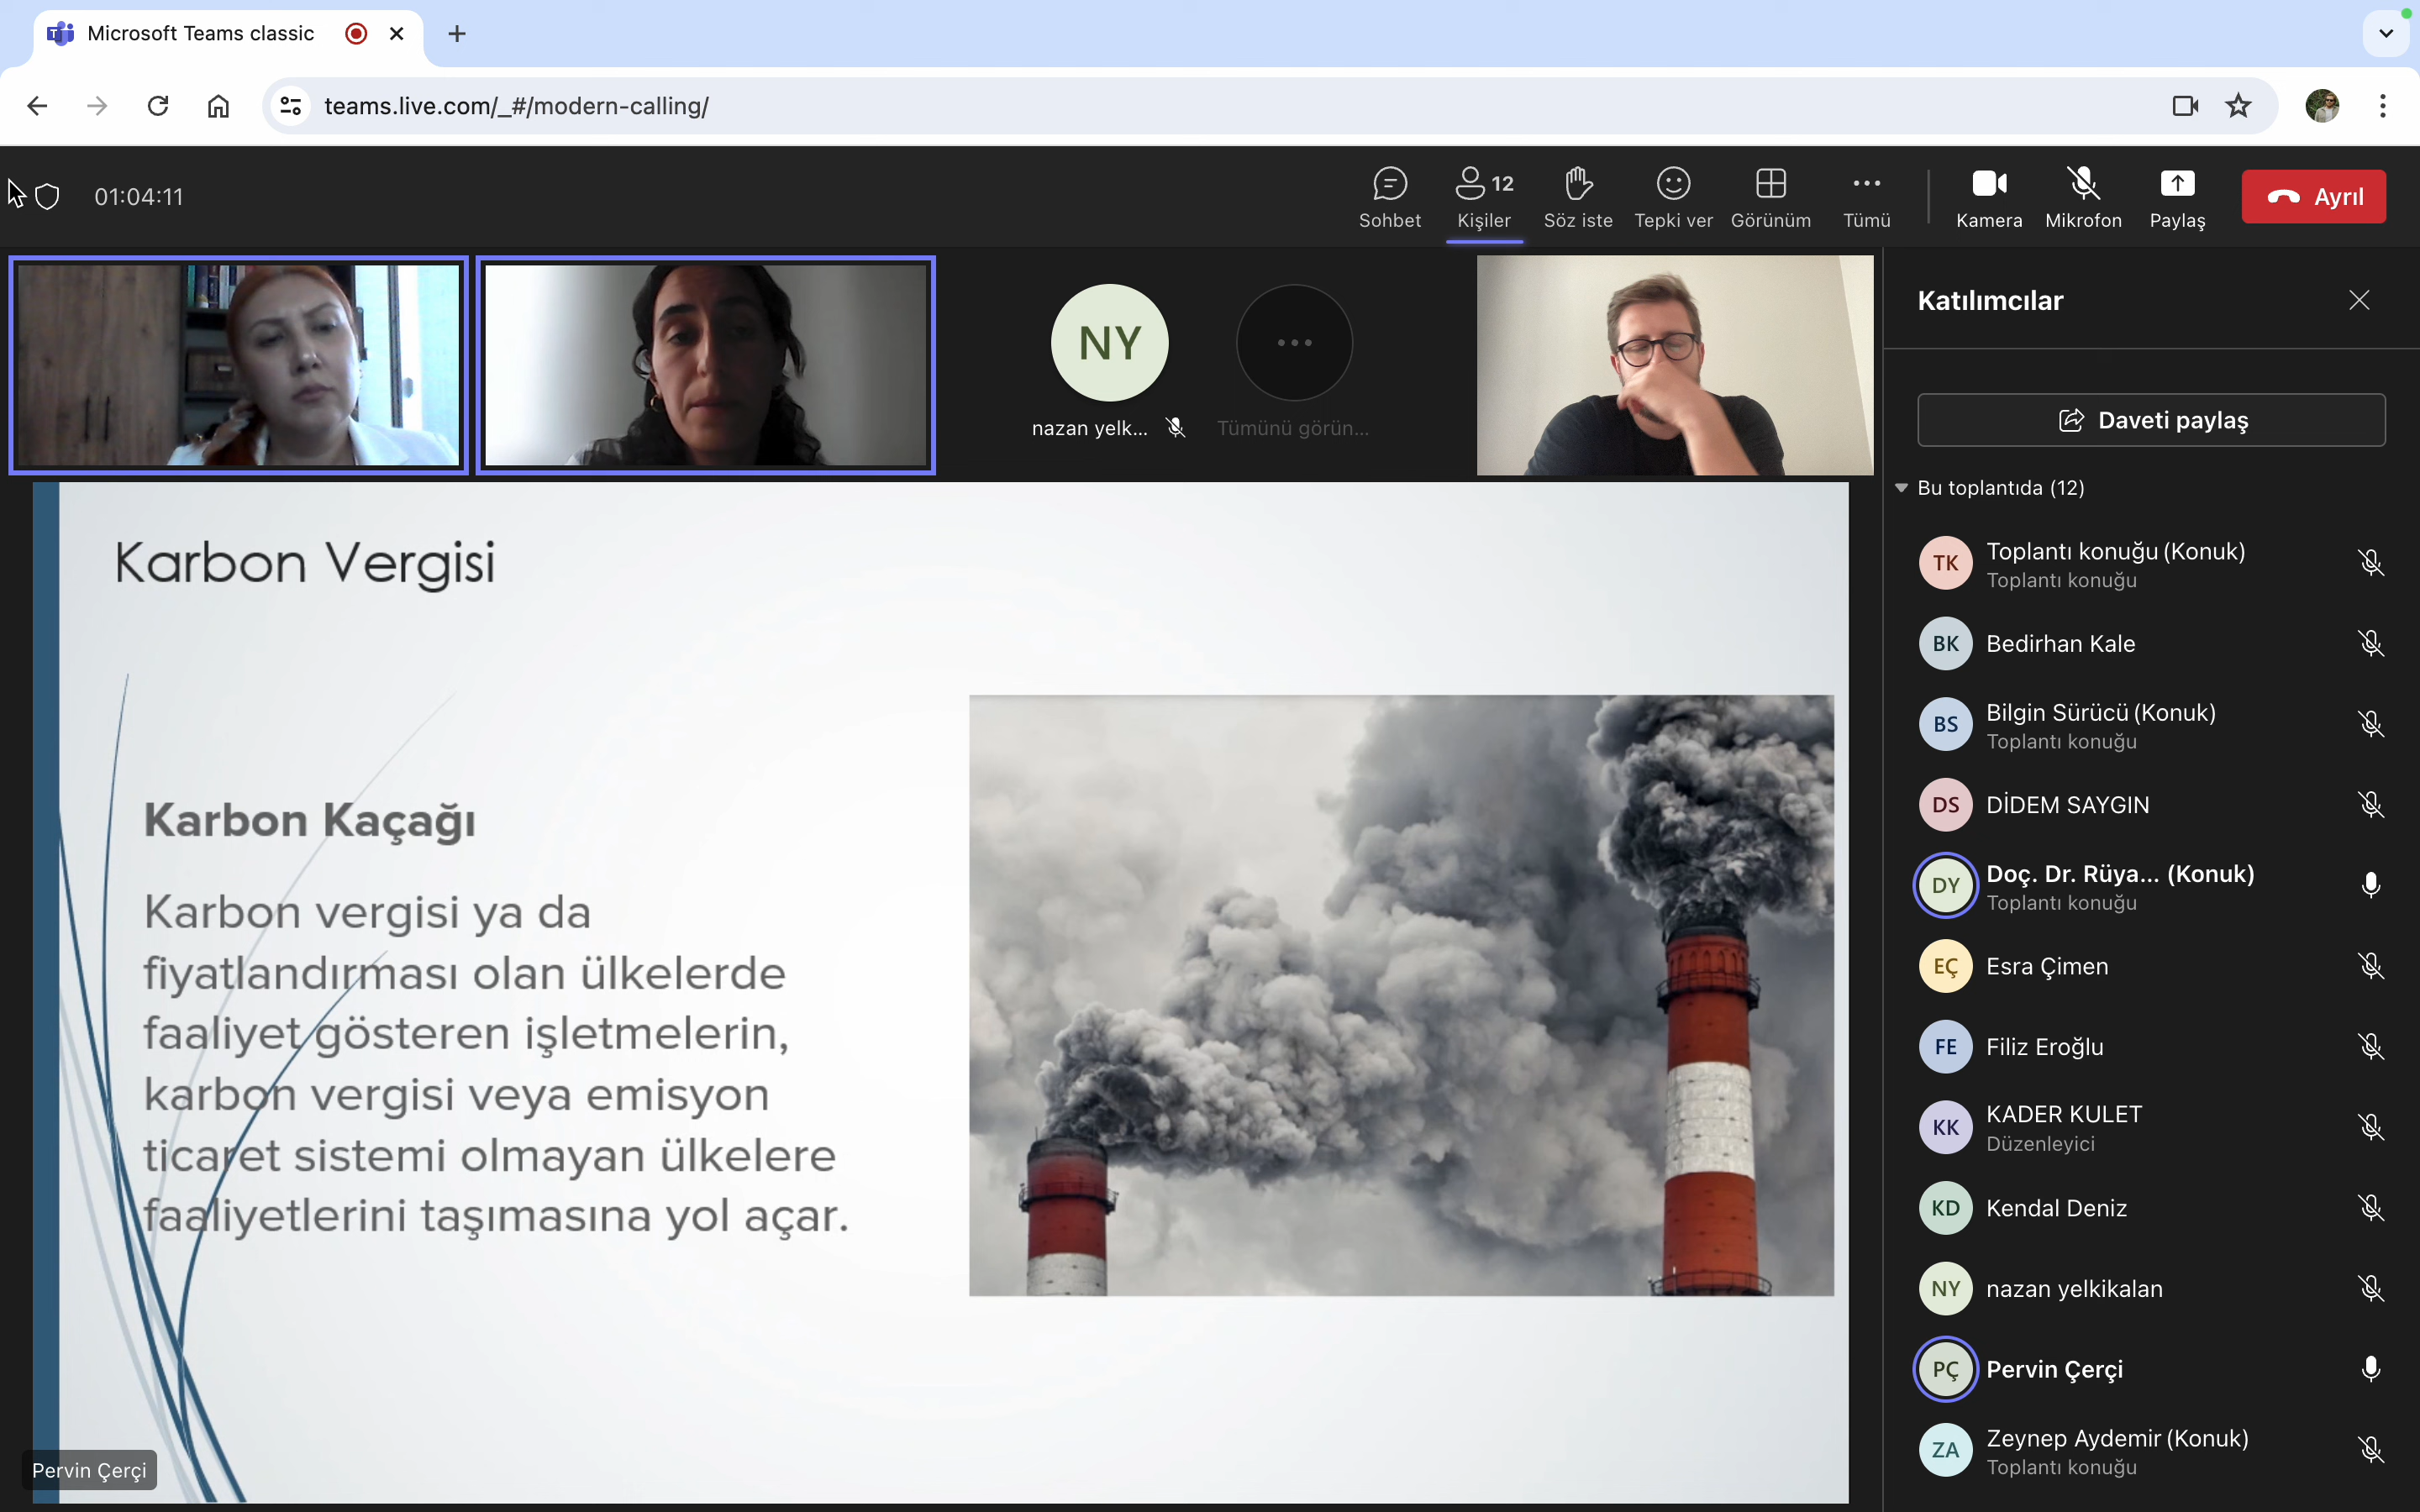 Microsoft Teams classic
teams.live.com/_#/modern-calling/
01:04:11
Sohbet
12
Kişiler
Söz iste
Tepki ver
Görünüm
Tümü
Kamera
Mikrofon
Paylaş
Ayrıl
NY
nazan yelk...
Tümünü görün...
Karbon Vergisi
Karbon Kaçağı
Karbon vergisi ya da
fiyatlandırması olan ülkelerde
faaliyet gösteren işletmelerin,
karbon vergisi veya emisyon
ticaret sistemi olmayan ülkelere
faaliyetlerini taşımasına yol açar.
Pervin Çerçi
Katılımcılar
Daveti paylaş
Bu toplantıda (12)
TK
Toplantı konuğu (Konuk)
Toplantı konuğu
BK
Bedirhan Kale
BS
Bilgin Sürücü (Konuk)
Toplantı konuğu
DS
DİDEM SAYGIN
DY
Doç. Dr. Rüya... (Konuk)
Toplantı konuğu
EÇ
Esra Çimen
FE
Filiz Eroğlu
KK
KADER KULET
Düzenleyici
KD
Kendal Deniz
NY
nazan yelkikalan
PÇ
Pervin Çerçi
ZA
Zeynep Aydemir (Konuk)
Toplantı konuğu